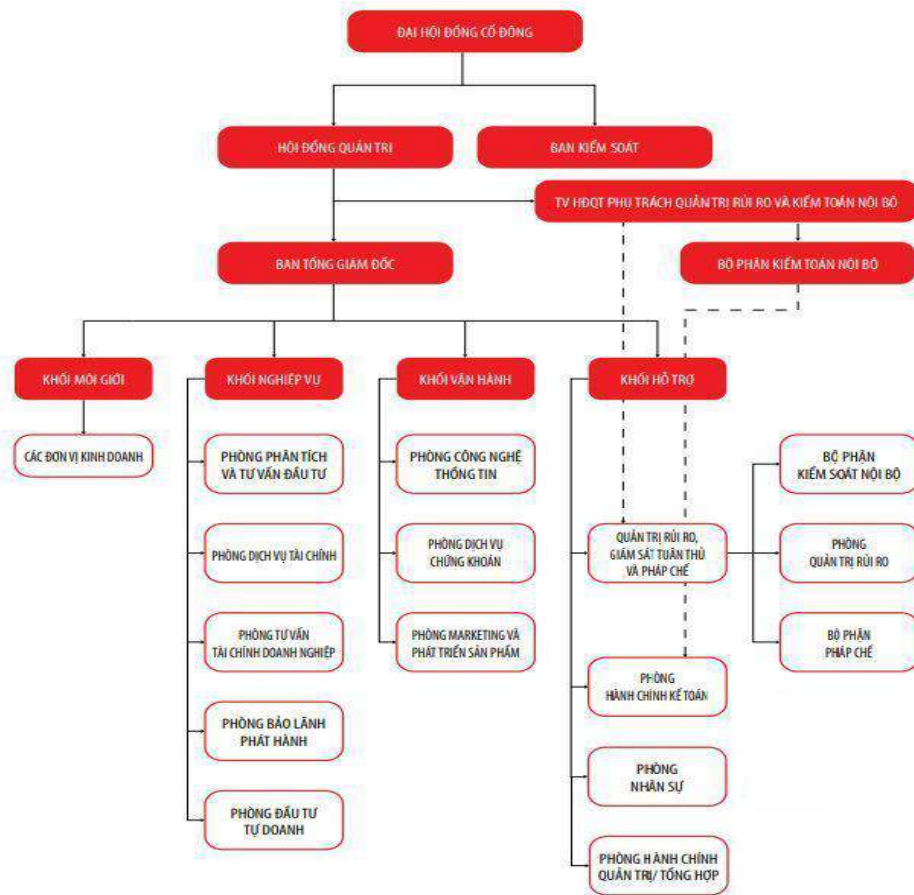 ĐẠI HỘI ĐỒNG CỔ ĐÔNG
HỘI ĐỒNG QUẢN TRỊ
BAN KIỂM SOÁT
TV HĐQT PHỤ TRÁCH QUẢN TRỊ RỦI RO VÀ KIỂM TOÁN NỘI BỘ
BAN TỔNG GIÁM ĐỐC
BỘ PHẬN KIỂM TOÁN NỘI BỘ
KHỐI MÔI GIỚI
KHỐI NGHIỆP VỤ
KHỐI VẬN HÀNH
KHỐI HỖ TRỢ
CÁC ĐƠN VỊ KINH DOANH
PHÒNG PHÂN TÍCH
VÀ TƯ VẤN ĐẦU TƯ
PHÒNG CÔNG NGHỆ
THÔNG TIN
BỘ PHẬN
KIỂM SOÁT NỘI BỘ
PHÒNG DỊCH VỤ TÀI CHÍNH
PHÒNG DỊCH VỤ
CHỨNG KHOÁN
QUẢN TRỊ RỦI RO,
GIÁM SÁT TUÂN THỦ
VÀ PHÁP CHẾ
PHÒNG
QUẢN TRỊ RỦI RO
PHÒNG TƯ VẤN
TÀI CHÍNH DOANH NGHIỆP
PHÒNG MARKETING VÀ
PHÁT TRIỂN SẢN PHẨM
BỘ PHẬN
PHÁP CHẾ
PHÒNG
HÀNH CHÍNH KẾ TOÁN
PHÒNG BẢO LÃNH
PHÁT HÀNH
PHÒNG
NHÂN SỰ
PHÒNG ĐẦU TƯ
TỰ DOANH
PHÒNG HÀNH CHÍNH
QUẢN TRỊ/ TỔNG HỢP